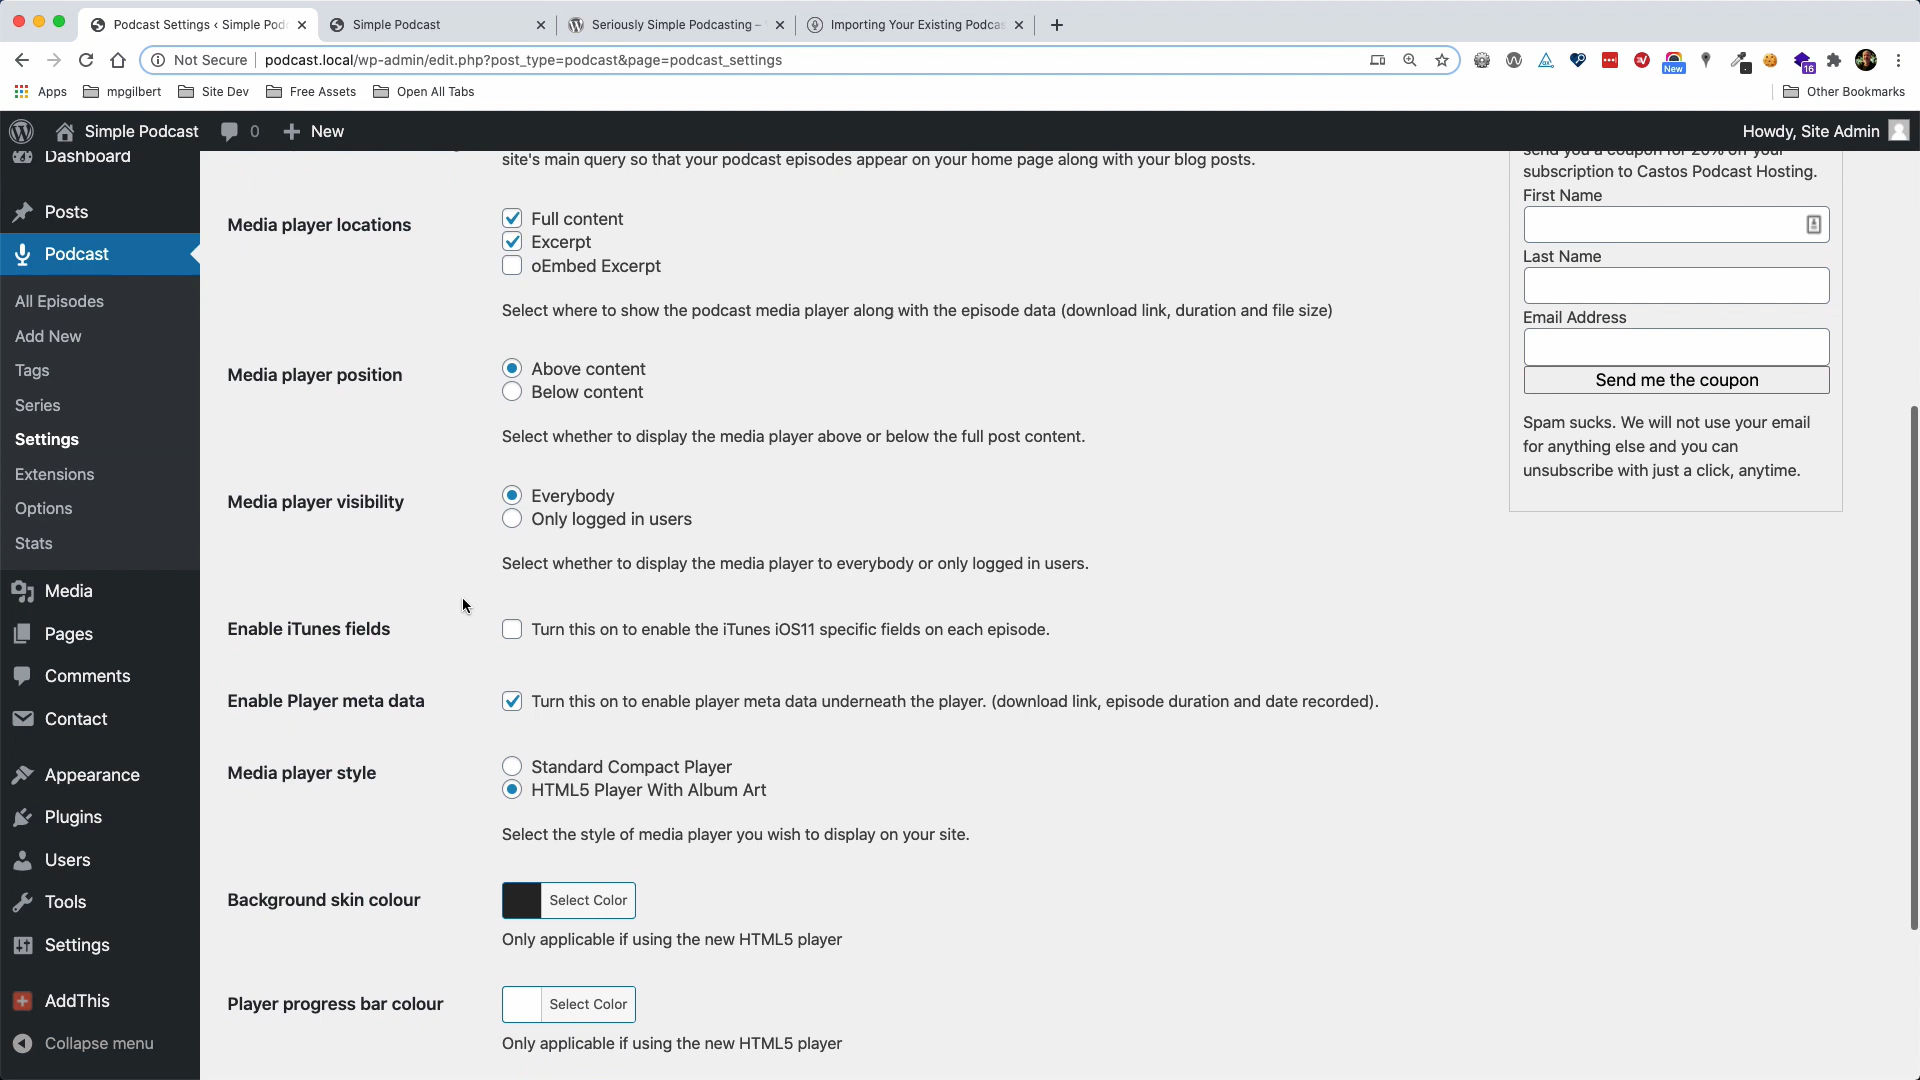 Podcast Settings ‹ Simple Pod
Simple Podcast
Seriously Simple Podcasting –
Importing Your Existing Podca
Not Secure
podcast.local/wp-admin/edit.php?post_type=podcast&page=podcast_settings
New
16
Apps
mpgilbert
Site Dev
Free Assets
Open All Tabs
Other Bookmarks
Simple Podcast
0
New
Howdy, Site Admin
Dashboard
Posts
Podcast
All Episodes
Add New
Tags
Series
Settings
Extensions
Options
Stats
Media
Pages
Comments
Contact
Appearance
Plugins
Users
Tools
Settings
AddThis
Collapse menu
site's main query so that your podcast episodes appear on your home page along with your blog posts.
Media player locations
Full content
Excerpt
oEmbed Excerpt
Select where to show the podcast media player along with the episode data (download link, duration and file size)
Media player position
Above content
Below content
Select whether to display the media player above or below the full post content.
Media player visibility
Everybody
Only logged in users
Select whether to display the media player to everybody or only logged in users.
Enable iTunes fields
Turn this on to enable the iTunes iOS11 specific fields on each episode.
Enable Player meta data
Turn this on to enable player meta data underneath the player. (download link, episode duration and date recorded).
Media player style
Standard Compact Player
HTML5 Player With Album Art
Select the style of media player you wish to display on your site.
Background skin colour
Select Color
Only applicable if using the new HTML5 player
Player progress bar colour
Select Color
Only applicable if using the new HTML5 player
send you a coupon for 20% off your
subscription to Castos Podcast Hosting.
First Name
Last Name
Email Address
Send me the coupon
Spam sucks. We will not use your email
for anything else and you can
unsubscribe with just a click, anytime.